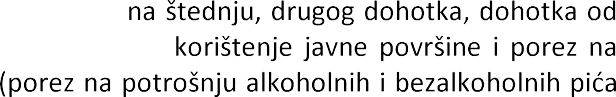 na štednju, drugog dohotka, dohotka od
korištenje javne površine i porez na
(porez na potrošnju alkoholnih i bezalkoholnih pića